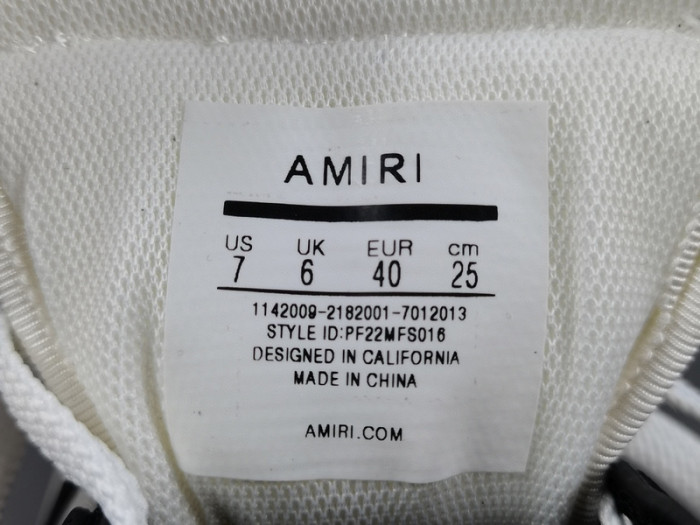 AMIRI
US UK EUR cm
7 6 40 25
1142009-2182001-7012013
STYLE ID:PF22MFS016
DESIGNED IN CALIFORNIA
MADE IN CHINA
AMIRI.COM